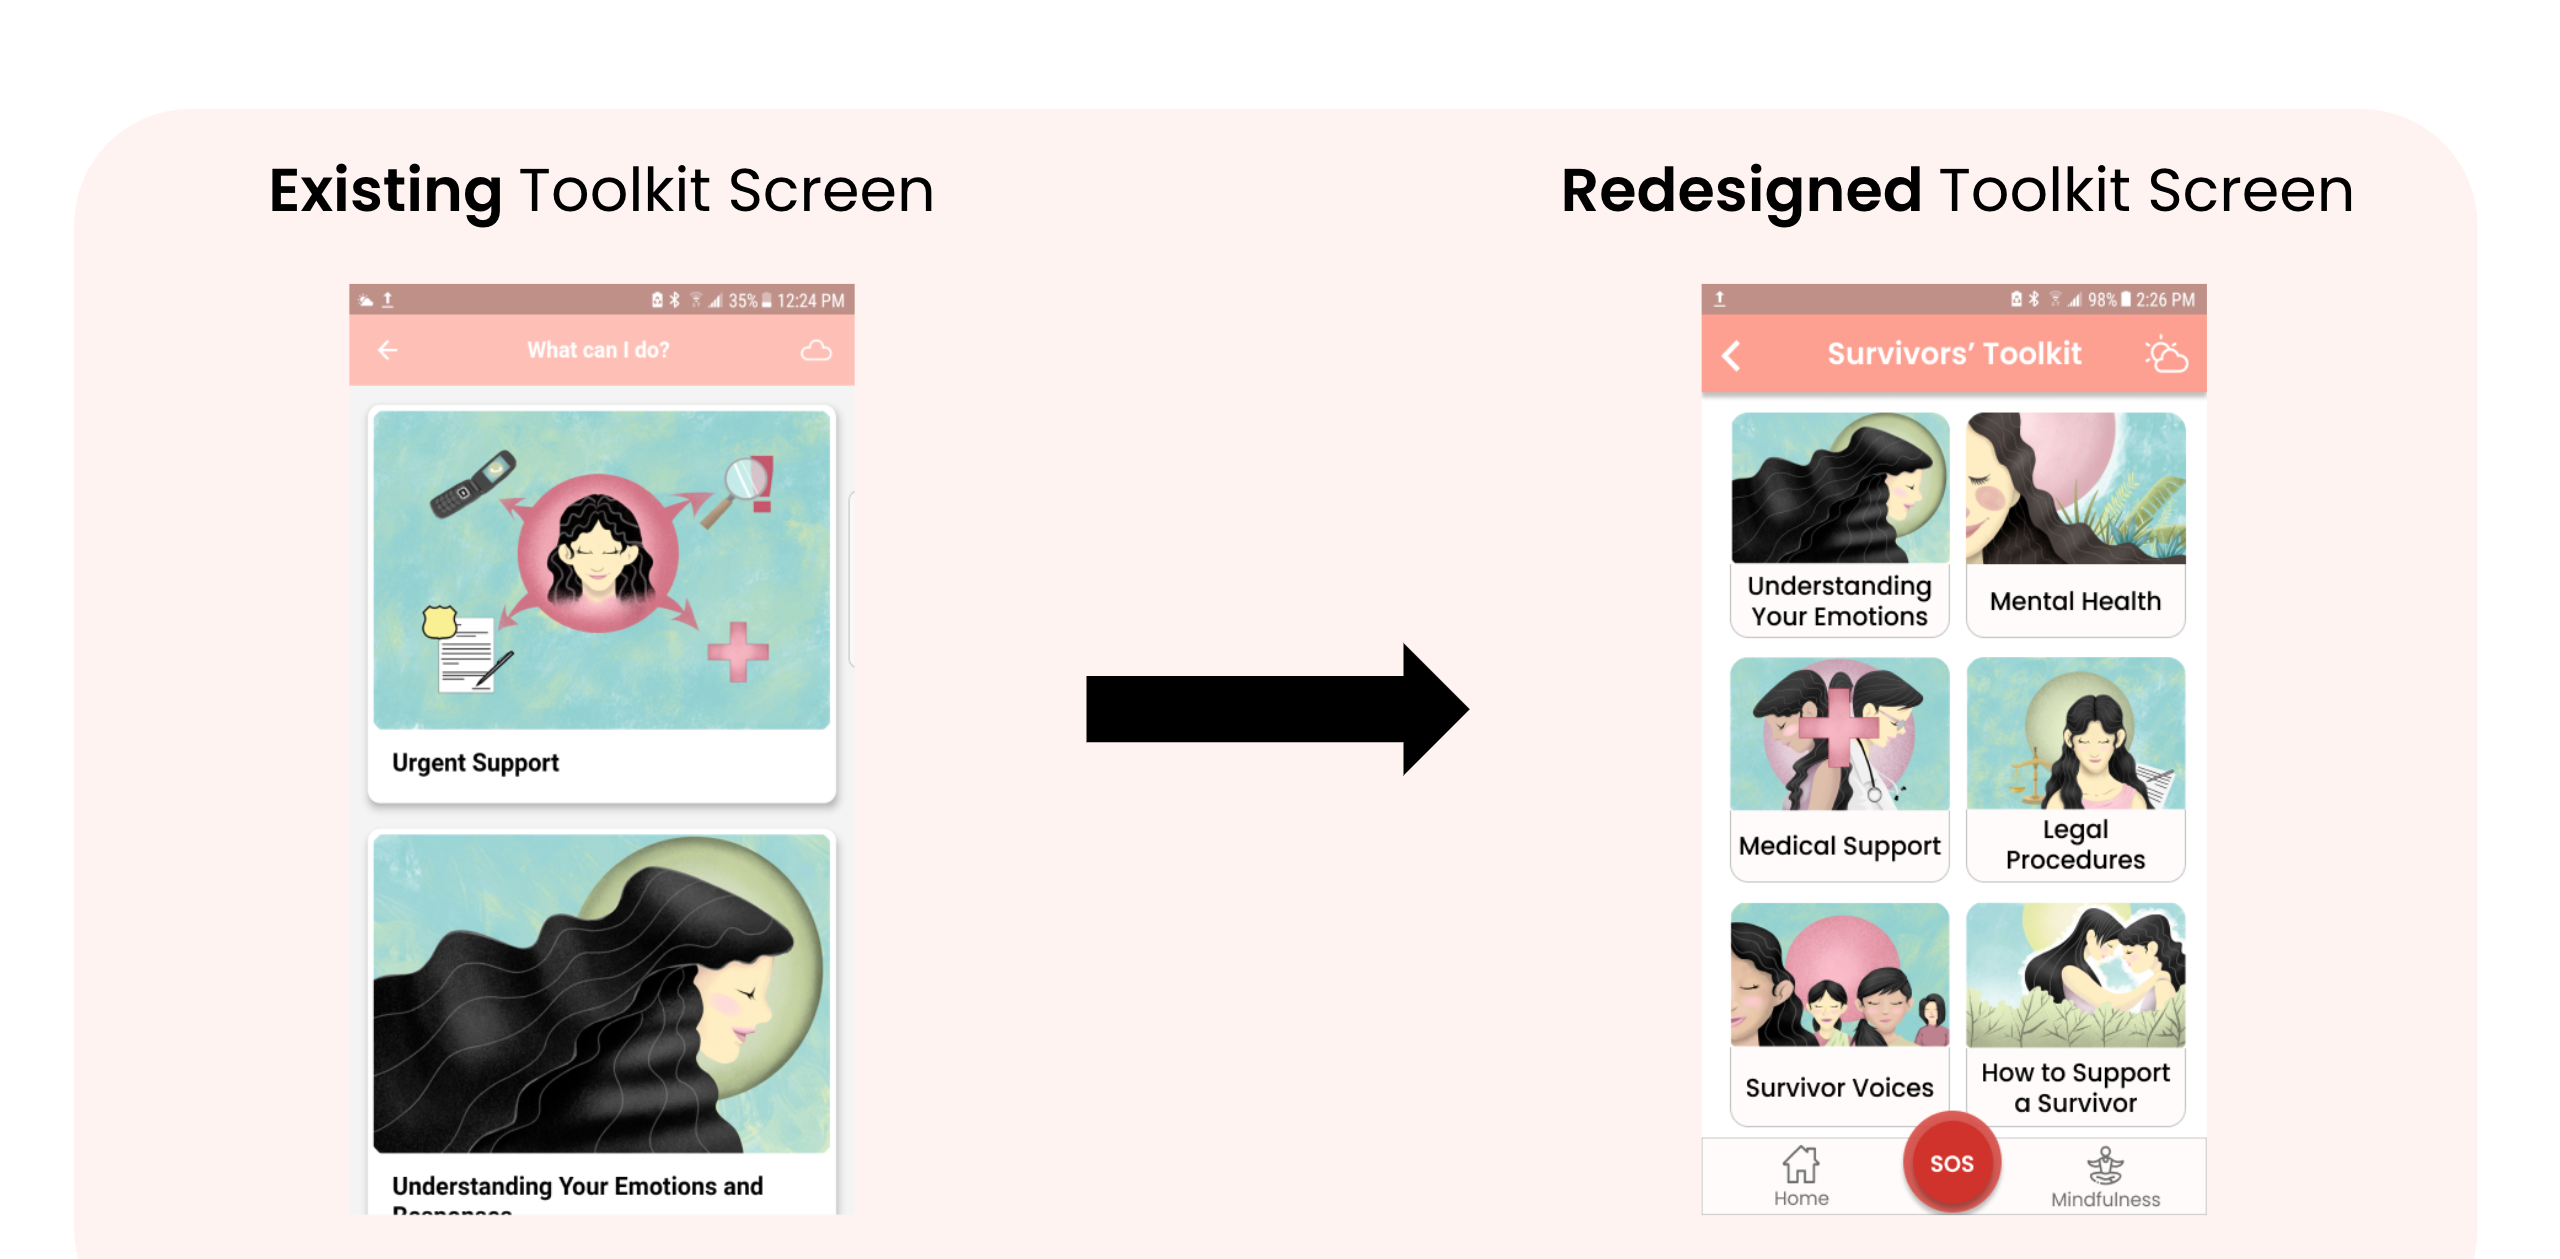 Existing Toolkit Screen
35% 12:24 PM
What can I do?
Urgent Support
Understanding Your Emotions and
Responses
Redesigned Toolkit Screen
98% 2:26 PM
Survivors’ Toolkit
Understanding
Your Emotions
Mental Health
Medical Support
Legal
Procedures
Survivor Voices
How to Support
a Survivor
Home
SOS
Mindfulness